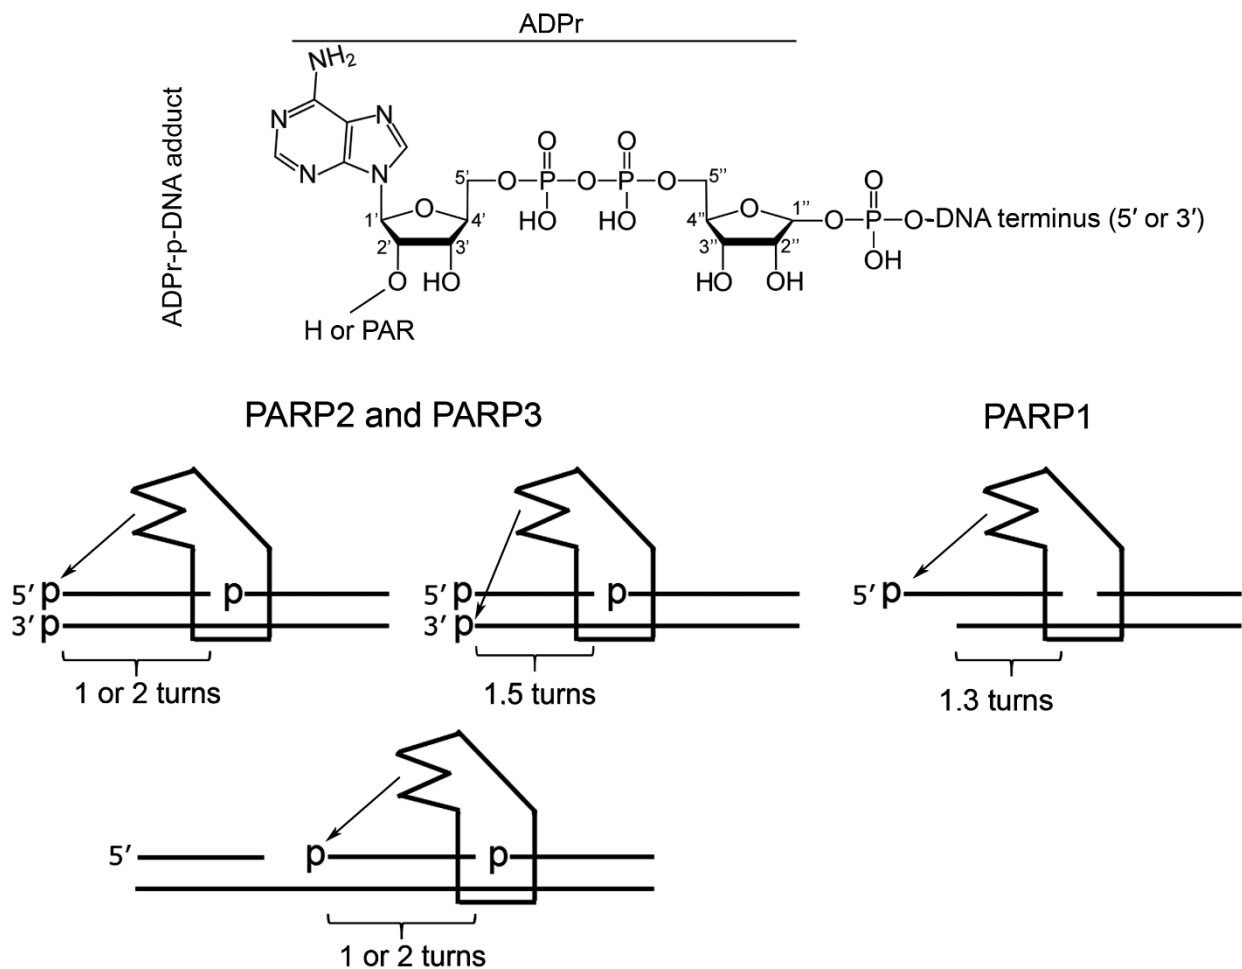 ADPr
ADPr-p-DNA adduct
NH2
N
N
N
N
O
O
5'
O
P
O
P
O
5''
HO
HO
O
1'
4'
2'
3'
O
4''
1''
3''
2''
O
P
O
O-DNA terminus (5′ or 3′)
OH
O
HO
HO
OH
H or PAR
PARP2 and PARP3
PARP1
5′ p
p
3′ p
1 or 2 turns
5′ p
p
3′ p
1.5 turns
5′ p
1.3 turns
5′
p
p
1 or 2 turns